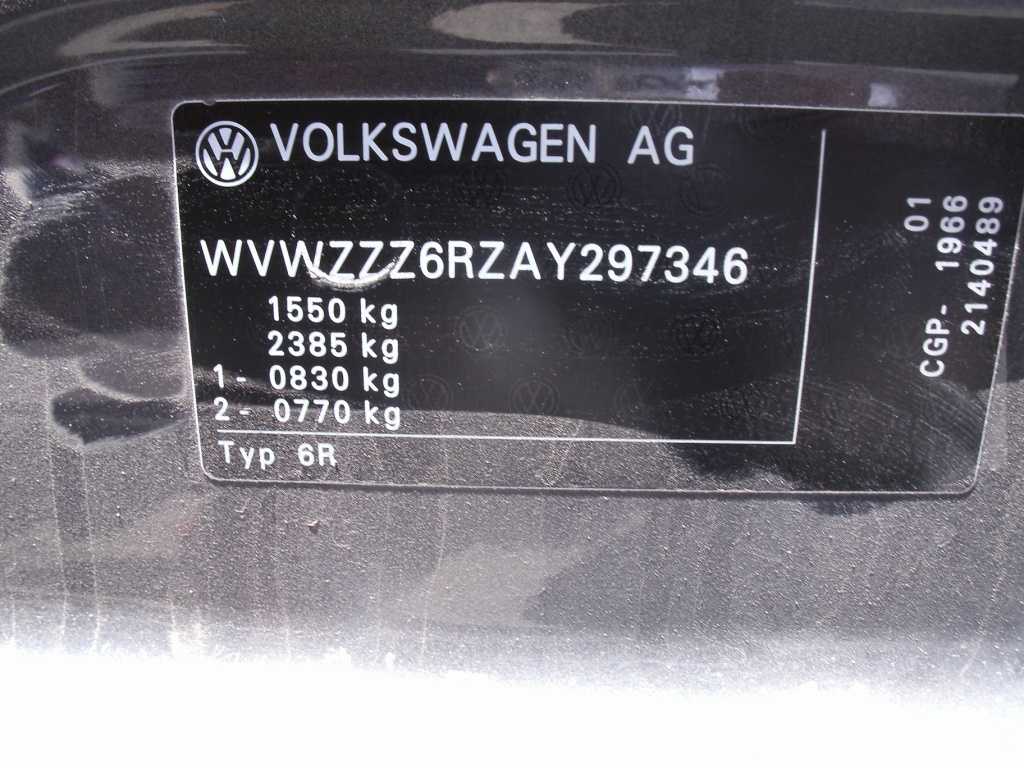 VOLKSWAGEN AG
WVWZZZ6RZAY297346
1550 kg
2385 kg
1- 0830 kg
2- 0770 kg
Typ 6R
01
CGP- 1966
2140489